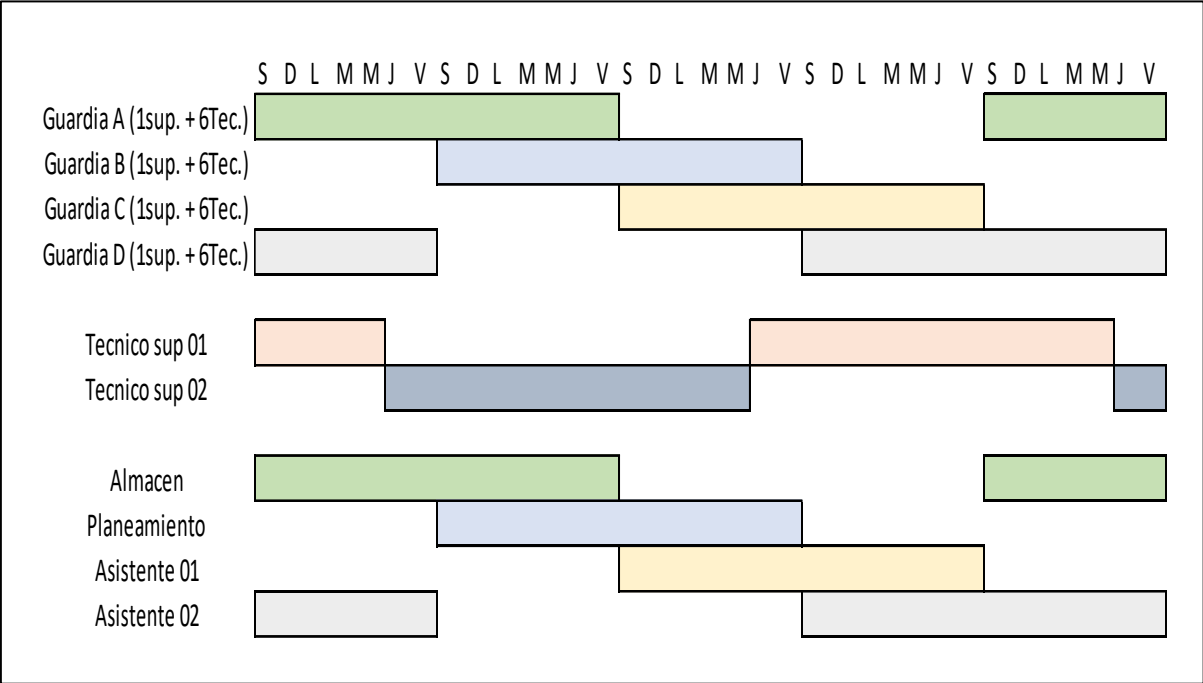 S D L M M J V S D L M M J V S D L M M J V S D L M M J V S D L M M J V
Guardia A (1sup. + 6Tec.)
Guardia B (1sup. + 6Tec.)
Guardia C (1sup. + 6Tec.)
Guardia D (1sup. + 6Tec.)
Tecnico sup 01
Tecnico sup 02
Almacen
Planeamiento
Asistente 01
Asistente 02